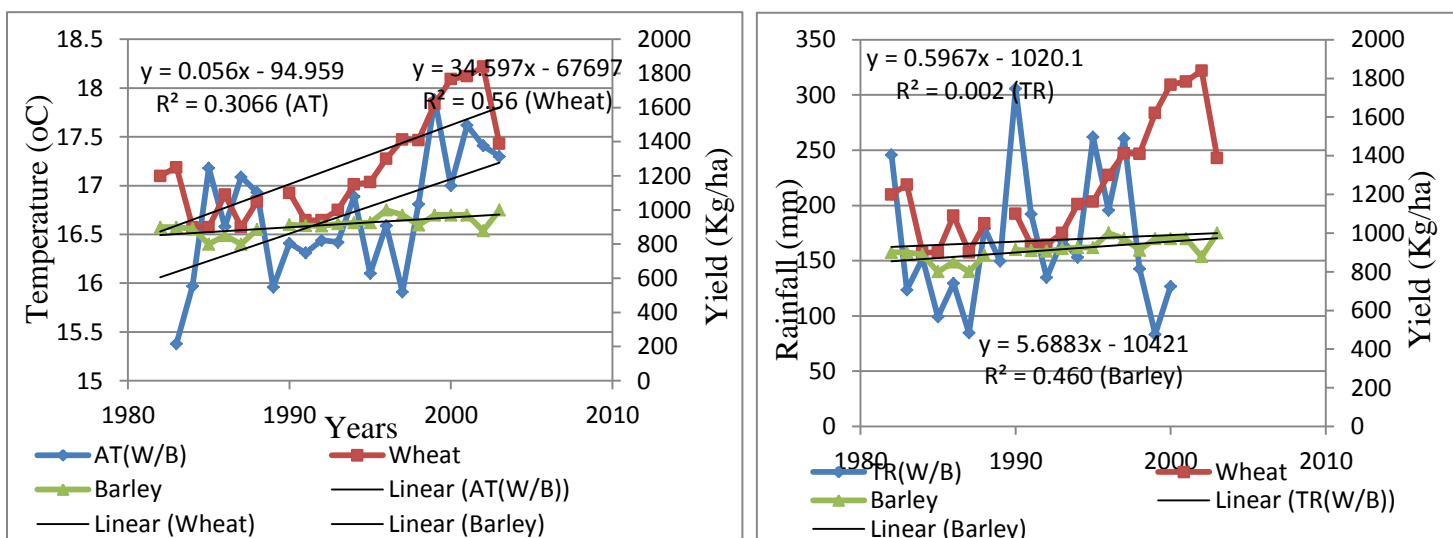 18.5
18
17.5
17
16.5
16
15.5
15
Temperature (oC)
y = 0.056x - 94.959
R² = 0.3066 (AT)
y = 34.597x - 67697
R² = 0.56 (Wheat)
2000
1800
1600
1400
1200
1000
800
600
400
200
0
Yield (Kg/ha)
1980 1990 2000 2010
Years
AT(W/B) Wheat
Barley Linear (AT(W/B))
Linear (Wheat) Linear (Barley)
350
300
250
200
150
100
50
0
Rainfall (mm)
y = 0.5967x - 1020.1
R² = 0.002 (TR)
y = 5.6883x - 10421
R² = 0.460 (Barley)
2000
1800
1600
1400
1200
1000
800
600
400
200
0
Yield (Kg/ha)
1980 1990 2000 2010
TR(W/B) Wheat
Barley Linear (TR(W/B))
Linear (Barley)